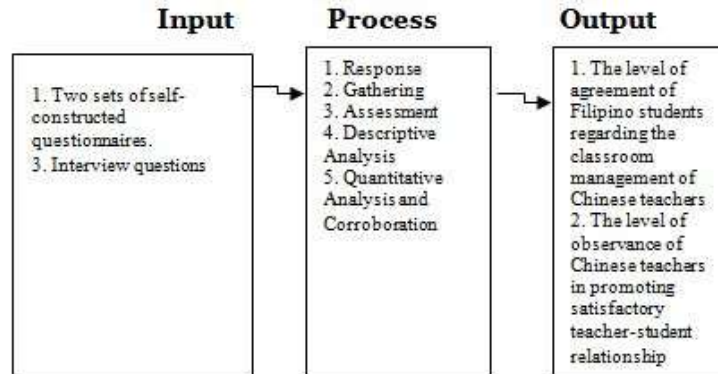 Input
Process
Output
1. Two sets of self-
constructed
questionnaires.
3. Interview questions
1. Response
2. Gathering
3. Assessment
4. Descriptive
Analysis
5. Quantitative
Analysis and
Corroboration
1. The level of
agreement of
Filipino students
regarding the
classroom
management of
Chinese teachers
2. The level of
observance of
Chinese teachers
in promoting
satisfactory
teacher-student
relationship